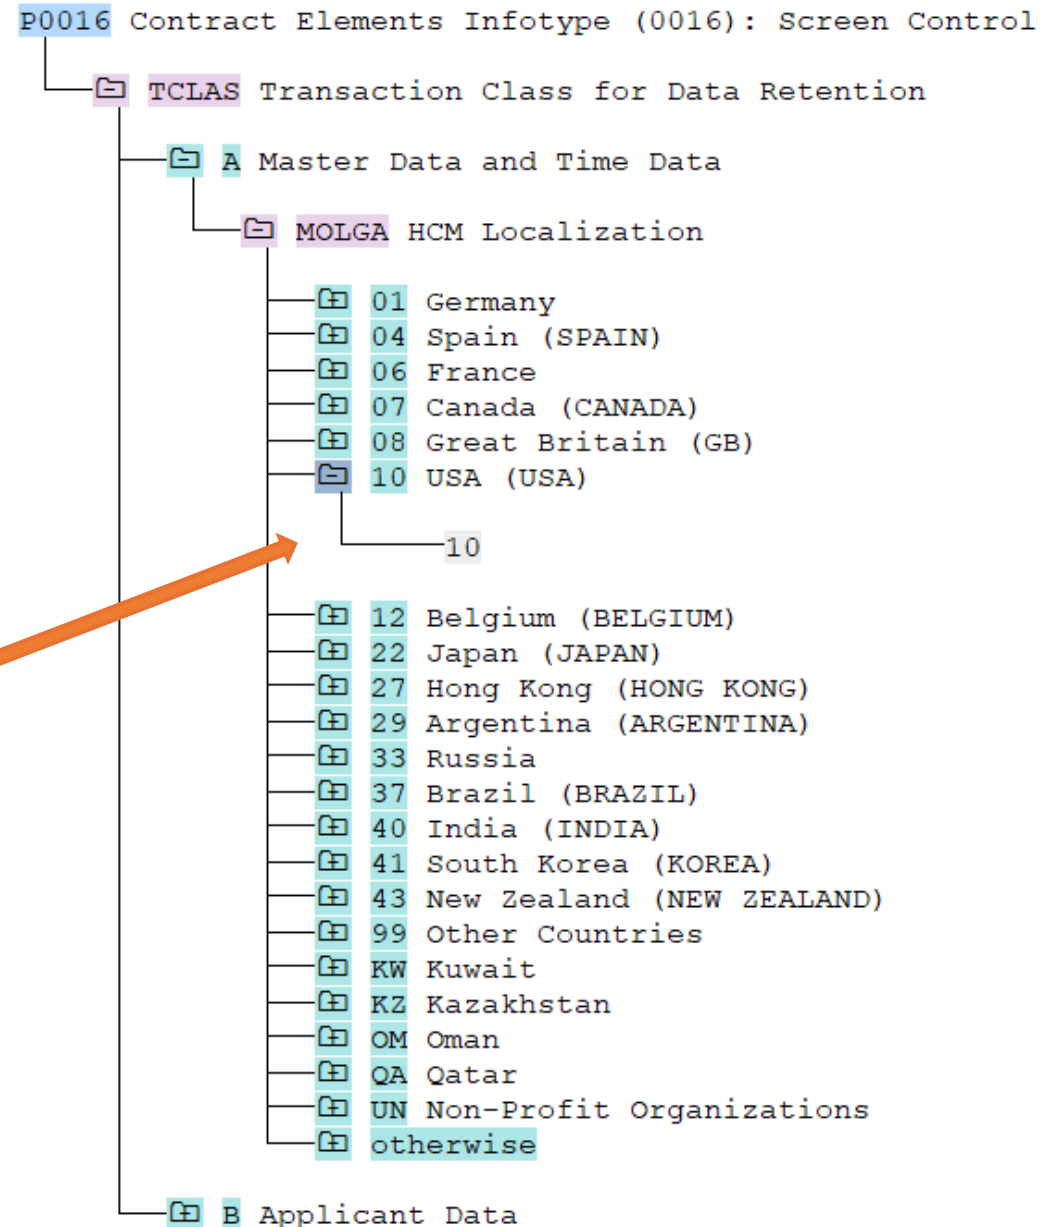 P0016 Contract Elements Infotype (0016): Screen Control
TCLAS Transaction Class for Data Retention
A Master Data and Time Data
MOLGA HCM Localization
01 Germany
04 Spain (SPAIN)
06 France
07 Canada (CANADA)
08 Great Britain (GB)
10 USA (USA)
10
12 Belgium (BELGIUM)
22 Japan (JAPAN)
27 Hong Kong (HONG KONG)
29 Argentina (ARGENTINA)
33 Russia
37 Brazil (BRAZIL)
40 India (INDIA)
41 South Korea (KOREA)
43 New Zealand (NEW ZEALAND)
99 Other Countries
KW Kuwait
KZ Kazakhstan
OM Oman
QA Qatar
UN Non-Profit Organizations
otherwise
B Applicant Data